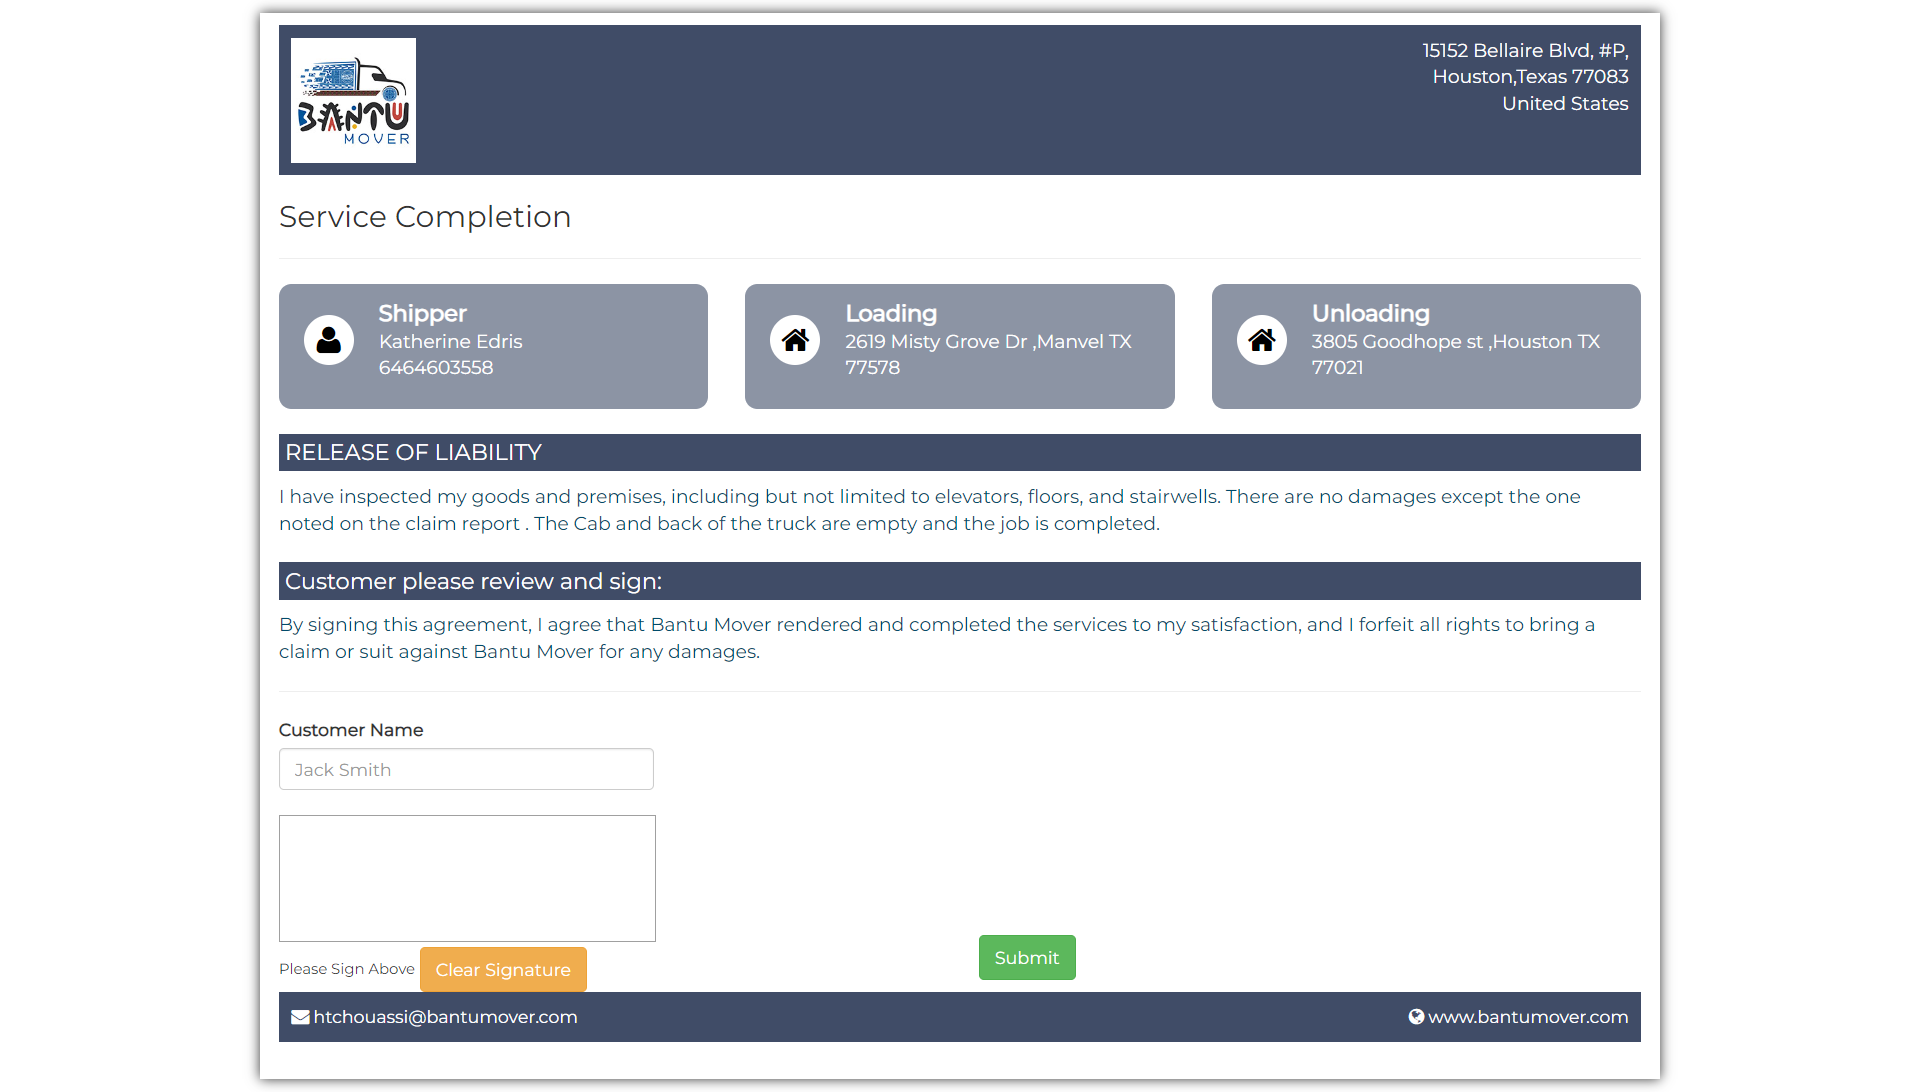 BANTU
MOVER
15152 Bellaire Blvd, #P,
Houston,Texas 77083
United States
Service Completion
Shipper
Katherine Edris
6464603558
Loading
2619 Misty Grove Dr ,Manvel TX
77578
Unloading
3805 Goodhope st ,Houston TX
77021
RELEASE OF LIABILITY
I have inspected my goods and premises, including but not limited to elevators, floors, and stairwells. There are no damages except the one
noted on the claim report . The Cab and back of the truck are empty and the job is completed.
Customer please review and sign:
By signing this agreement, I agree that Bantu Mover rendered and completed the services to my satisfaction, and I forfeit all rights to bring a
claim or suit against Bantu Mover for any damages.
Customer Name
Jack Smith
Please Sign Above
Clear Signature
Submit
htchouassi@bantumover.com
www.bantumover.com